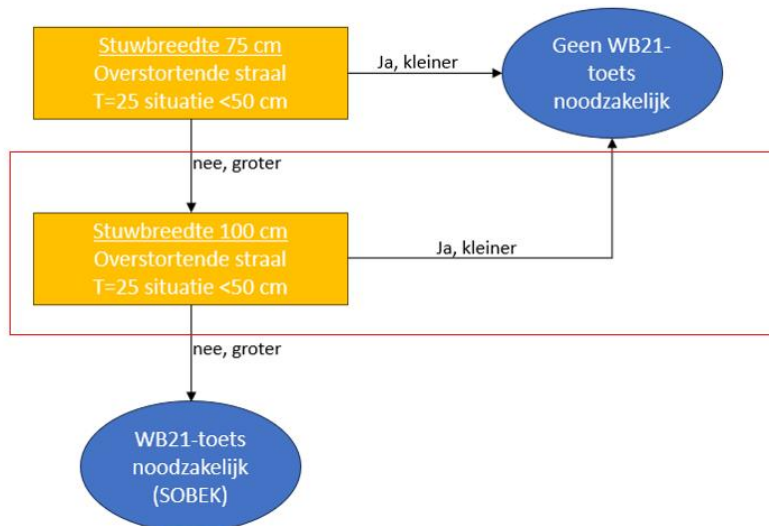 Stuwbreedte 75 cm
Overstortende straal
T=25 situatie <50 cm
Ja, kleiner
Geen WB21-
toets
noodzakelijk
nee, groter
Stuwbreedte 100 cm
Overstortende straal
T=25 situatie <50 cm
Ja, kleiner
nee, groter
WB21-toets
noodzakelijk
(SOBEK)